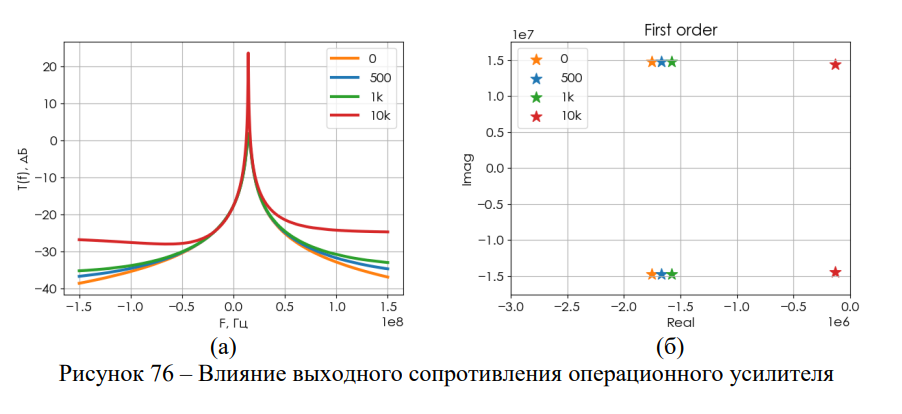 1e7
First order
20
10
0
−10
−20
−30
−40
T(f), дБ
0
500
1k
10k
−1.5
−1.0
−0.5
0.0
0.5
1.0
1.5
1e8
F, Гц
(а)
1.5
1.0
0.5
0.0
−0.5
−1.0
−1.5
Imag
0
500
1k
10k
−3.0
−2.5
−2.0
−1.5
−1.0
−0.5
0.0
1e6
Real
(б)
Рисунок 76 – Влияние выходного сопротивления операционного усилителя